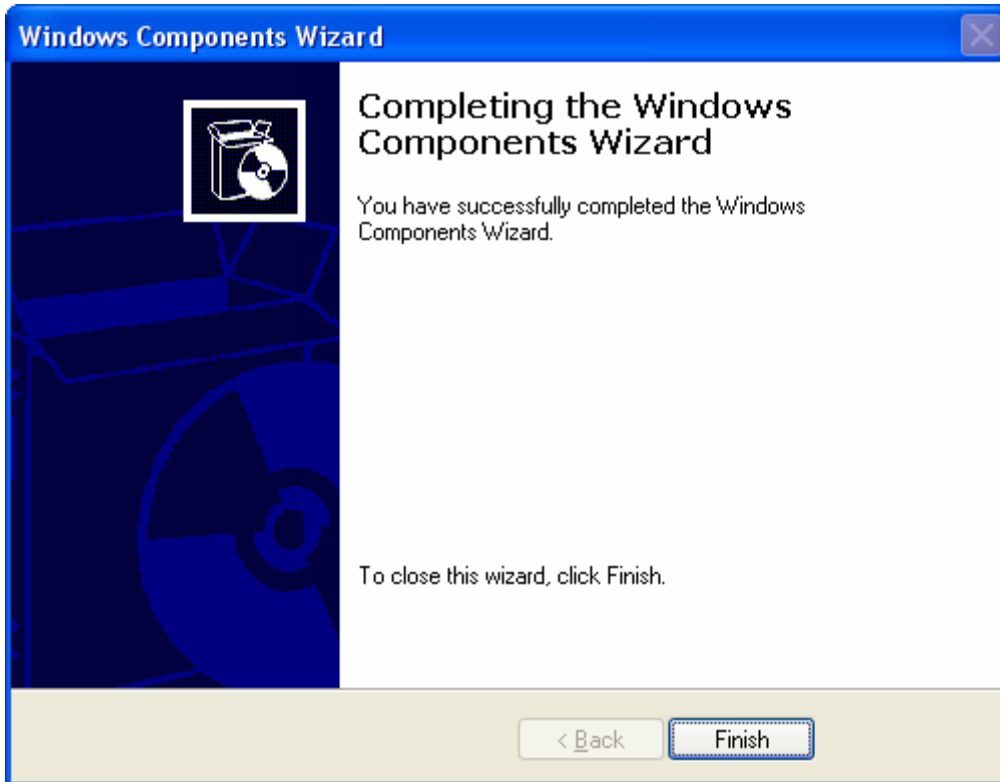 Windows Components Wizard
Completing the Windows
Components Wizard
You have successfully completed the Windows
Components Wizard.
To close this wizard, click Finish.
< Back
Finish